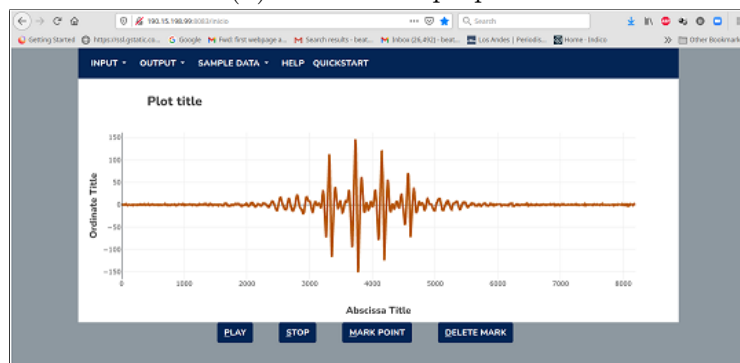 190.15.198.99:8083/inicio
Search
Getting Started https://ssl.gstatic.co... Google Fwd: first webpage a... Search results - beat... Inbox (26,492) - beat... Los Andes | Periodis... Home · Indico Other Bookmark
INPUT OUTPUT SAMPLE DATA HELP QUICKSTART
Plot title
Ordinate Title
150
100
50
0
−50
−100
−150
0 1000 2000 3000 4000 5000 6000 7000 8000
Abscissa Title
PLAY STOP MARK POINT DELETE MARK